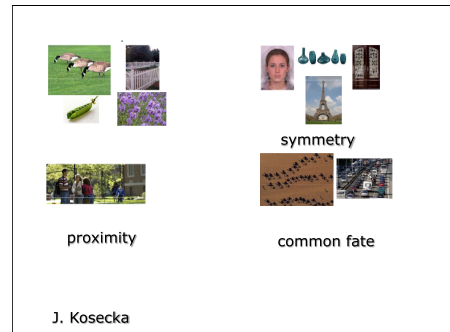 symmetry
proximity
common fate
J. Kosecka